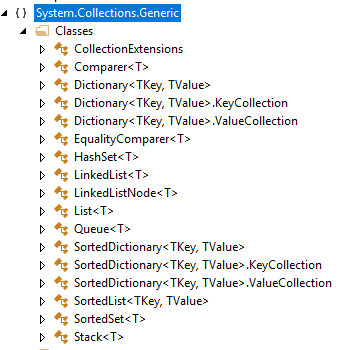 { } System.Collections.Generic
Classes
CollectionExtensions
Comparer<T>
Dictionary<TKey, TValue>
Dictionary<TKey, TValue>.KeyCollection
Dictionary<TKey, TValue>.ValueCollection
EqualityComparer<T>
HashSet<T>
LinkedList<T>
LinkedListNode<T>
List<T>
Queue<T>
SortedDictionary<TKey, TValue>
SortedDictionary<TKey, TValue>.KeyCollection
SortedDictionary<TKey, TValue>.ValueCollection
SortedList<TKey, TValue>
SortedSet<T>
Stack<T>